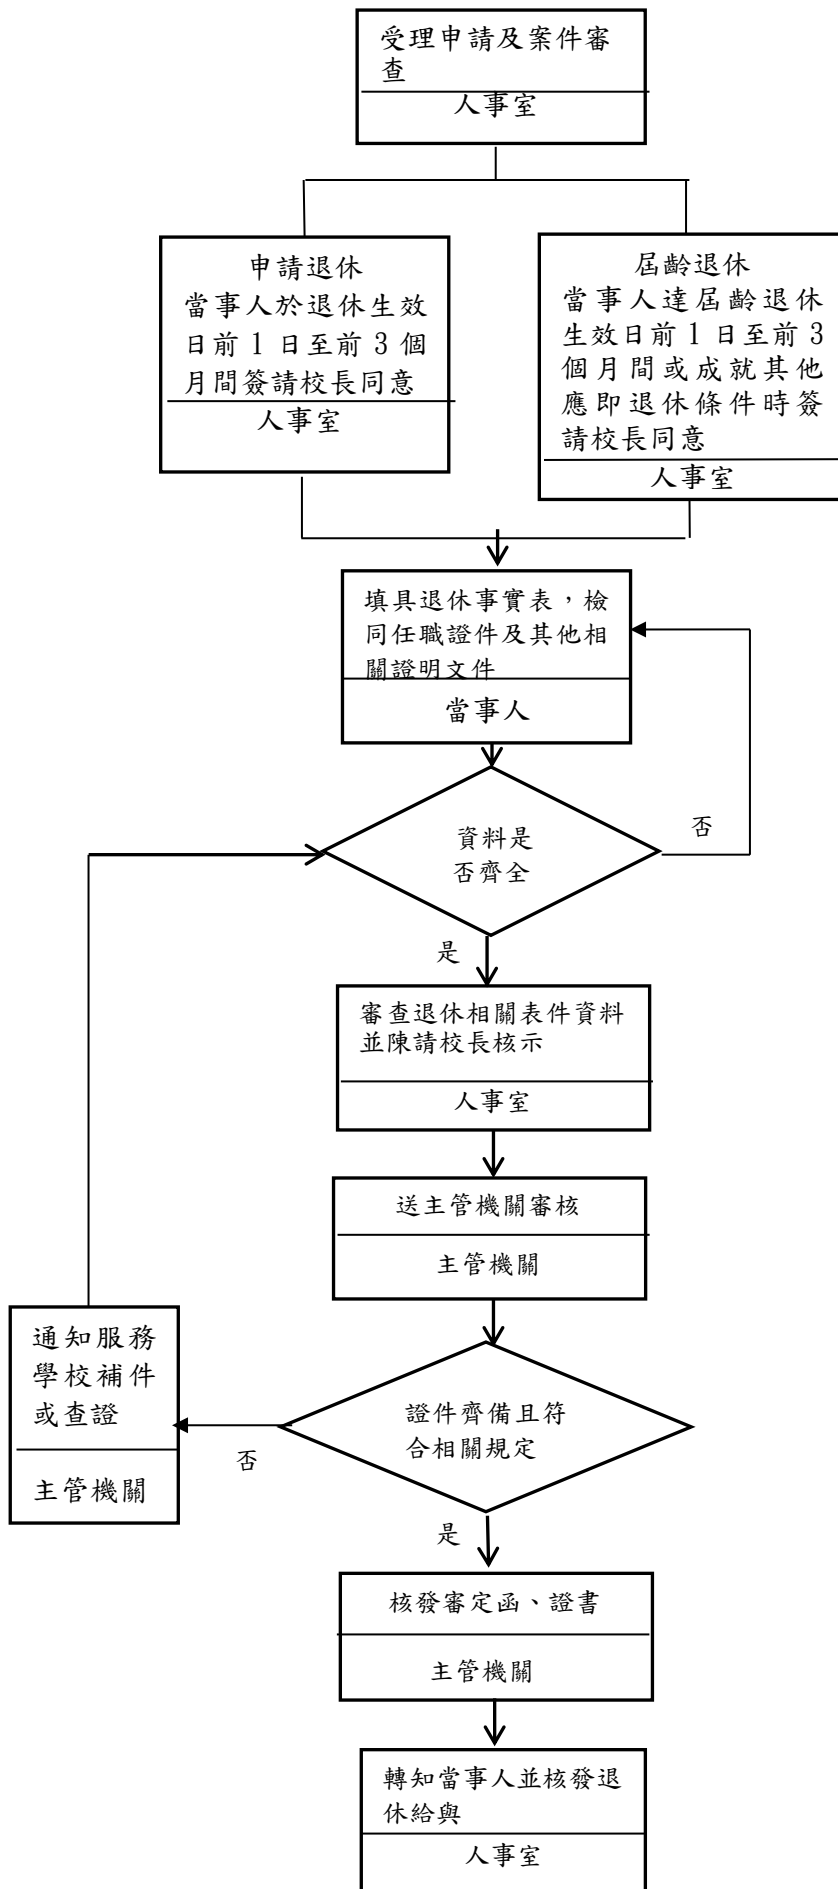 受理申請及案件審
查
人事室
申請退休
當事人於退休生效
日前 1 日至前 3 個
月間簽請校長同意
人事室
屆齡退休
當事人達屆齡退休
生效日前 1 日至前 3
個月間或成就其他
應即退休條件時簽
請校長同意
人事室
填具退休事實表，檢
同任職證件及其他相
關證明文件
當事人
資料是
否齊全
否
是
審查退休相關表件資料
並陳請校長核示
人事室
送主管機關審核
主管機關
通知服務
學校補件
或查證
主管機關
證件齊備且符
合相關規定
否
是
核發審定函、證書
主管機關
轉知當事人並核發退
休給與
人事室